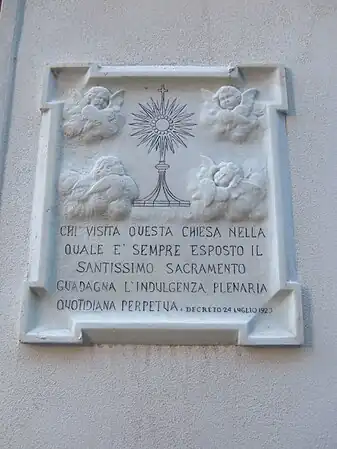 CHI VISITA QUESTA CHIESA NELLA
QUALE E' SEMPRE ESPOSTO IL
SANTISSIMO SACRAMENTO
GUADAGNA L'INDULGENZA PLENARIA
QUOTIDIANA PERPETUA. DECRETO 24 LUGLIO 1923